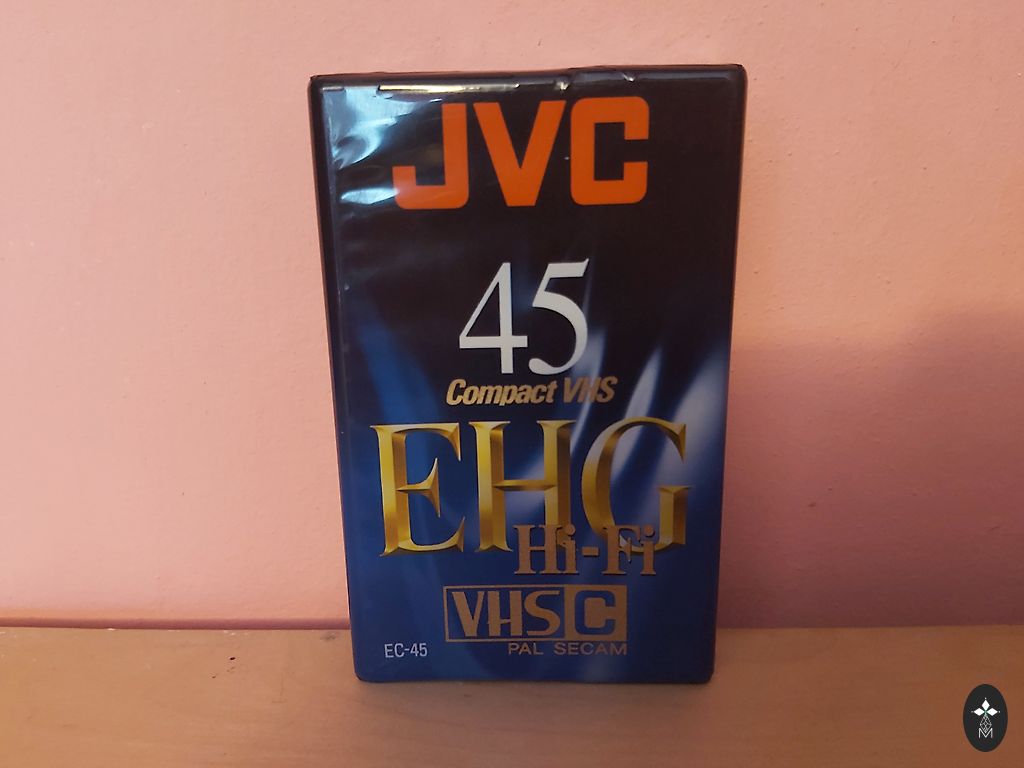 JVC
45
Compact VHS
EHG
Hi-Fi
VHS C
EC-45
PAL SECAM
M